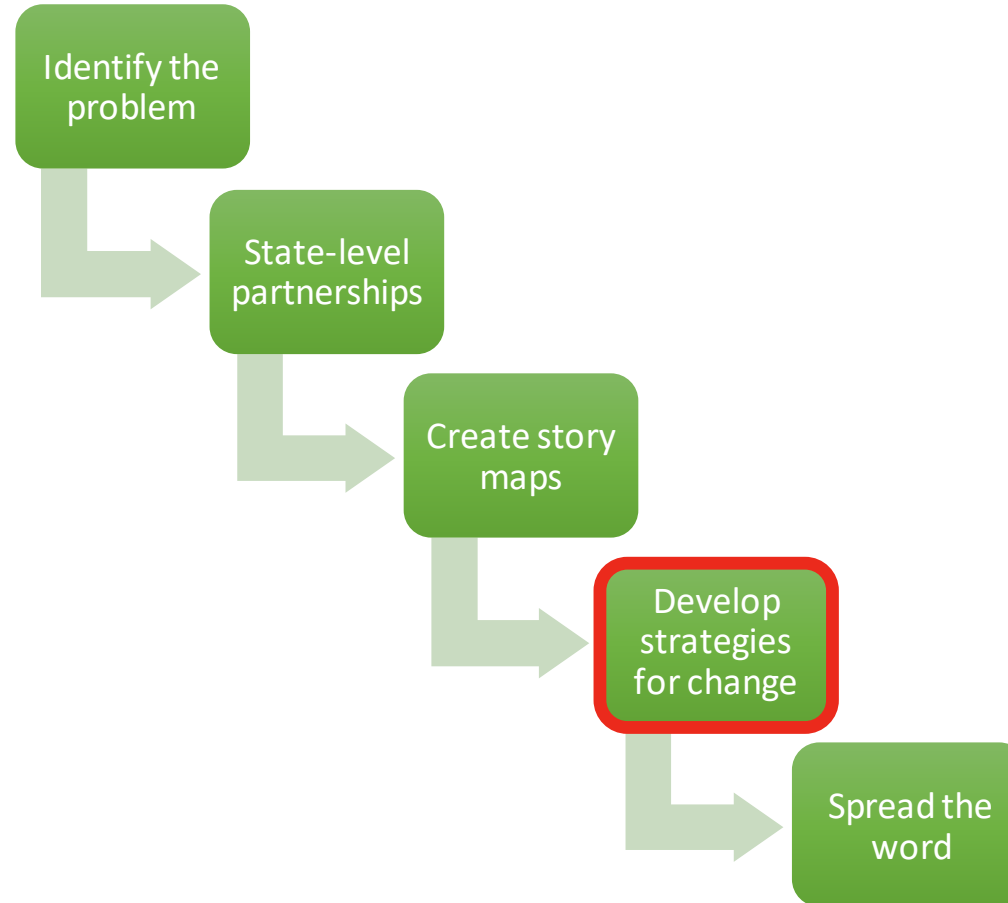 Identify the
problem
State-level
partnerships
Create story
maps
Develop
strategies
for change
Spread the
word